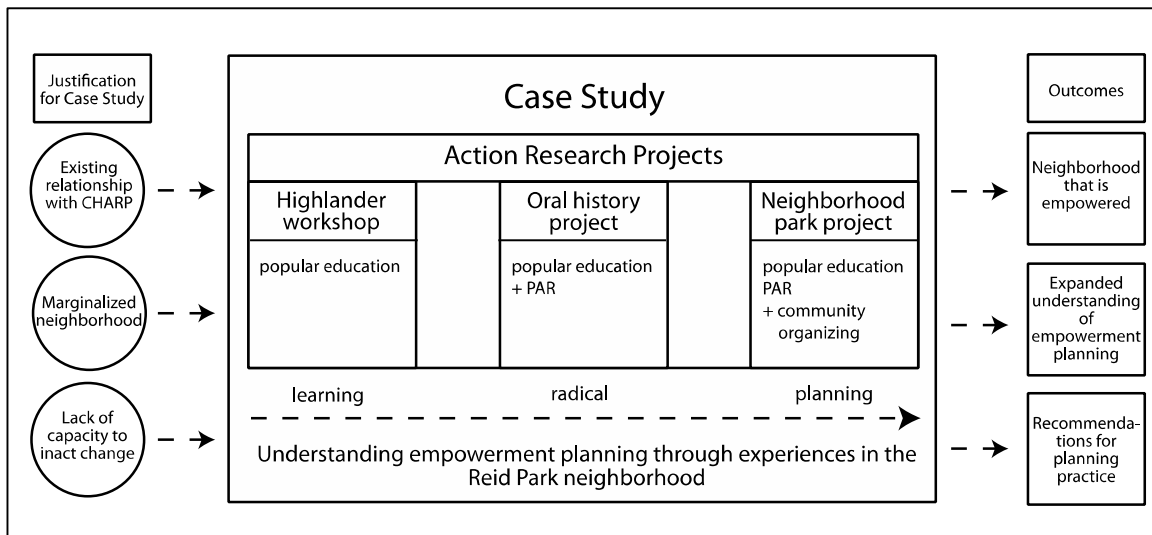 Justification
for Case Study
Existing
relationship
with CHARP
Marginalized
neighborhood
Lack of
capacity to
inact change
Case Study
Action Research Projects
Highlander
workshop
popular education
Oral history
project
popular education
+ PAR
Neighborhood
park project
popular education
PAR
+ community
organizing
learning
radical
planning
Understanding empowerment planning through experiences in the
Reid Park neighborhood
Outcomes
Neighborhood
that is
empowered
Expanded
understanding
of
empowerment
planning
Recommenda-
tions for
planning
practice